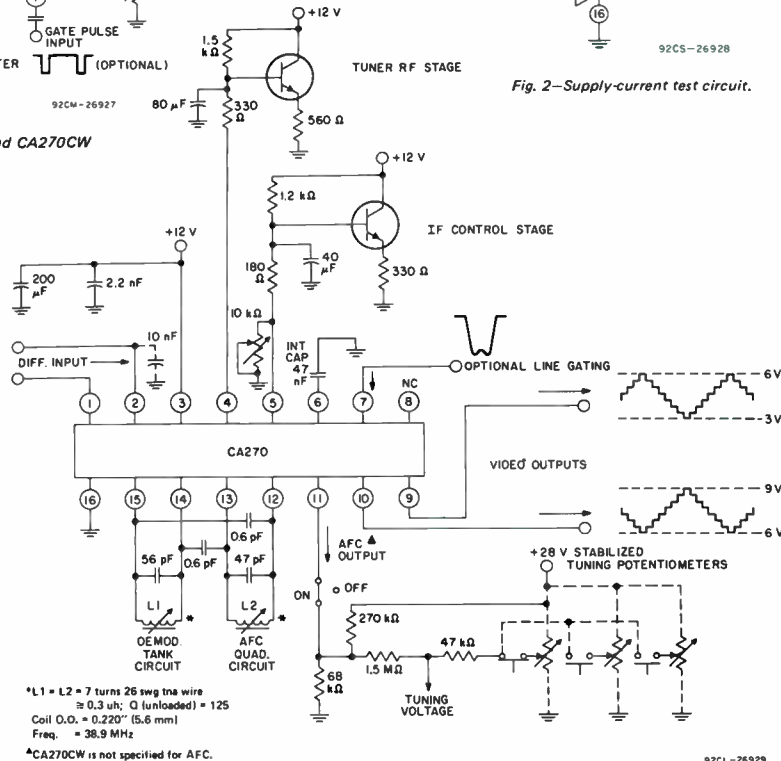 GATE PULSE
INPUT
TER (OPTIONAL)
92CM-26927
nd CA270CW
+12 V
1.5
kΩ
TUNER RF STAGE
80 μF
330
Ω
560 Ω
16
92CS-26928
Fig. 2—Supply-current test circuit.
+12 V
1.2 kΩ
IF CONTROL STAGE
180
Ω
40
μF
330 Ω
+12 V
200
μF
2.2 nF
10 kΩ
10 nF
DIFF. INPUT
INT
CAP
47
nF
OPTIONAL LINE GATING
NC
1 2 3 4 5 6 7 8
CA270
16 15 14 13 12 11 10 9
6V
3V
VIDEO OUTPUTS
9V
6V
0.6 pF
56 pF
0.6 pF
47 pF
L1
*
L2
*
DEMOD.
TANK
CIRCUIT
AFC
QUAD.
CIRCUIT
AFC ▲
OUTPUT
ON
OFF
+28 V STABILIZED
TUNING POTENTIOMETERS
270 kΩ
47 kΩ
1.5 MΩ
68
kΩ
TUNING
VOLTAGE
*L1 = L2 = 7 turns 26 swg tna wire
≅ 0.3 uh; Q (unloaded) = 125
Coil O.D. = 0.220" (5.6 mm)
Freq. = 38.9 MHz
▲CA270CW is not specified for AFC.
92CL-26929